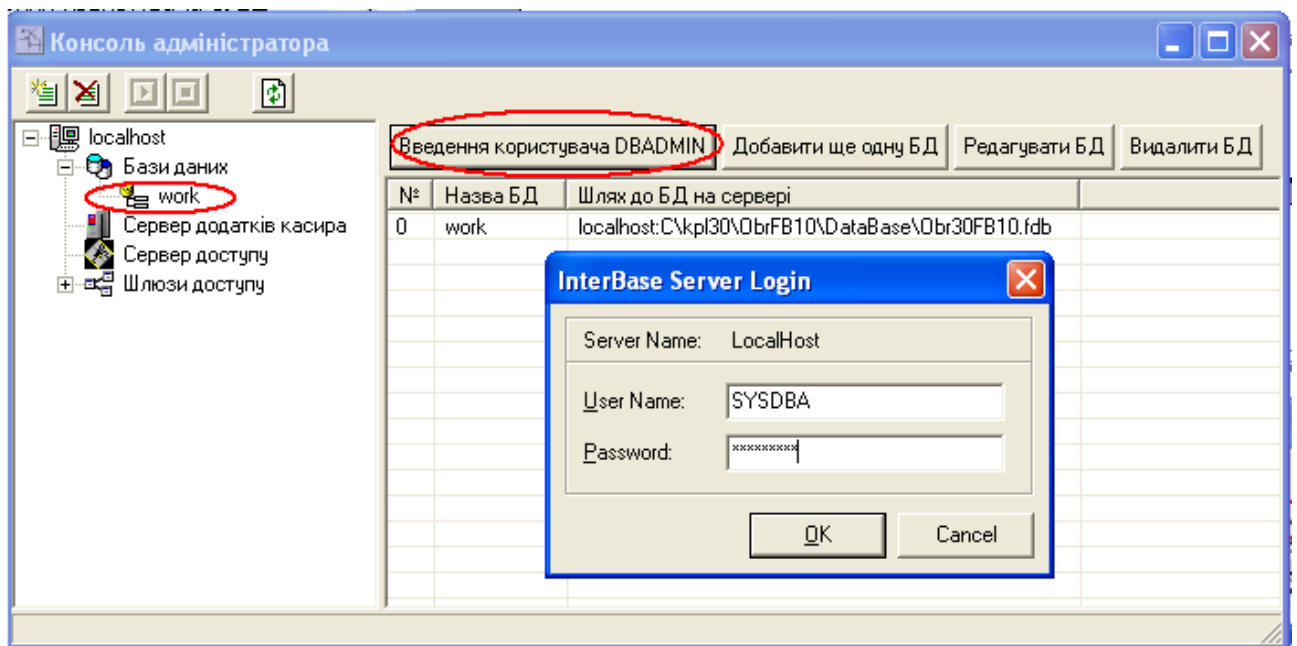 Консоль адміністратора
localhost
Бази даних
work
Сервер додатків касира
Сервер доступу
Шлюзи доступу
Введення користувача DBADMIN
Добавити ще одну БД
Редагувати БД
Видалити БД
№ Назва БД Шлях до БД на сервері
0 work localhost:C\kpl30\ObrFB10\DataBase\Obr30FB10.fdb
InterBase Server Login
Server Name: LocalHost
User Name: SYSDBA
Password: ×××××××××
OK Cancel